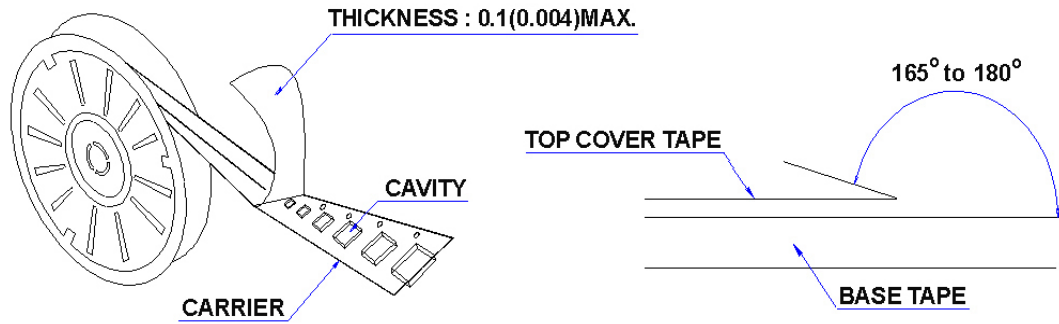 THICKNESS : 0.1(0.004)MAX.
CAVITY
CARRIER
165° to 180°
TOP COVER TAPE
BASE TAPE